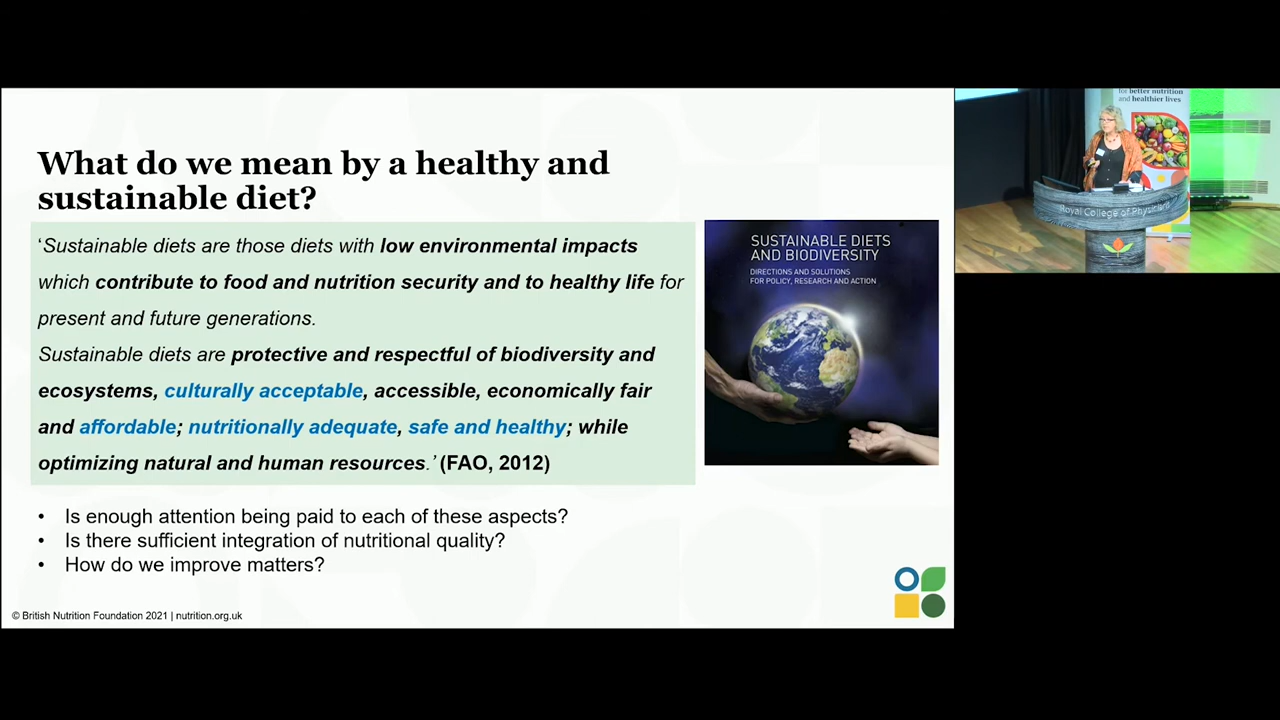 What do we mean by a healthy and
sustainable diet?
‘Sustainable diets are those diets with low environmental impacts
which contribute to food and nutrition security and to healthy life for
present and future generations.
Sustainable diets are protective and respectful of biodiversity and
ecosystems, culturally acceptable, accessible, economically fair
and affordable; nutritionally adequate, safe and healthy; while
optimizing natural and human resources.’ (FAO, 2012)
• Is enough attention being paid to each of these aspects?
• Is there sufficient integration of nutritional quality?
• How do we improve matters?
© British Nutrition Foundation 2021 | nutrition.org.uk
SUSTAINABLE DIETS
AND BIODIVERSITY
DIRECTIONS AND SOLUTIONS
FOR POLICY, RESEARCH AND ACTION
for better nutrition
and healthier lives
Royal College of Physicians